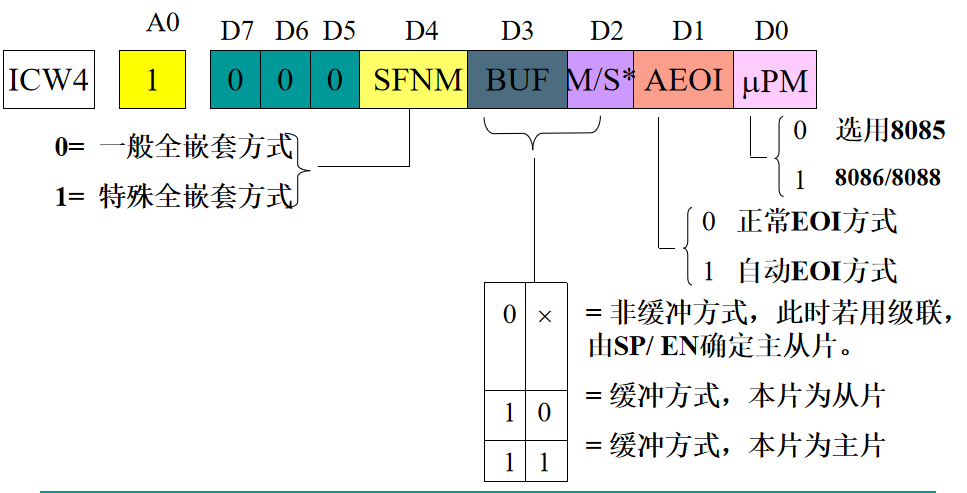 A0 D7 D6 D5 D4 D3 D2 D1 D0
ICW4 1 0 0 0 SFNM BUF M/S* AEOI μPM
0= 一般全嵌套方式
1= 特殊全嵌套方式
0 选用8085
1 8086/8088
0 正常EOI方式
1 自动EOI方式
0 × = 非缓冲方式，此时若用级联，
由SP/ EN确定主从片。
1 0 = 缓冲方式，本片为从片
1 1 = 缓冲方式，本片为主片